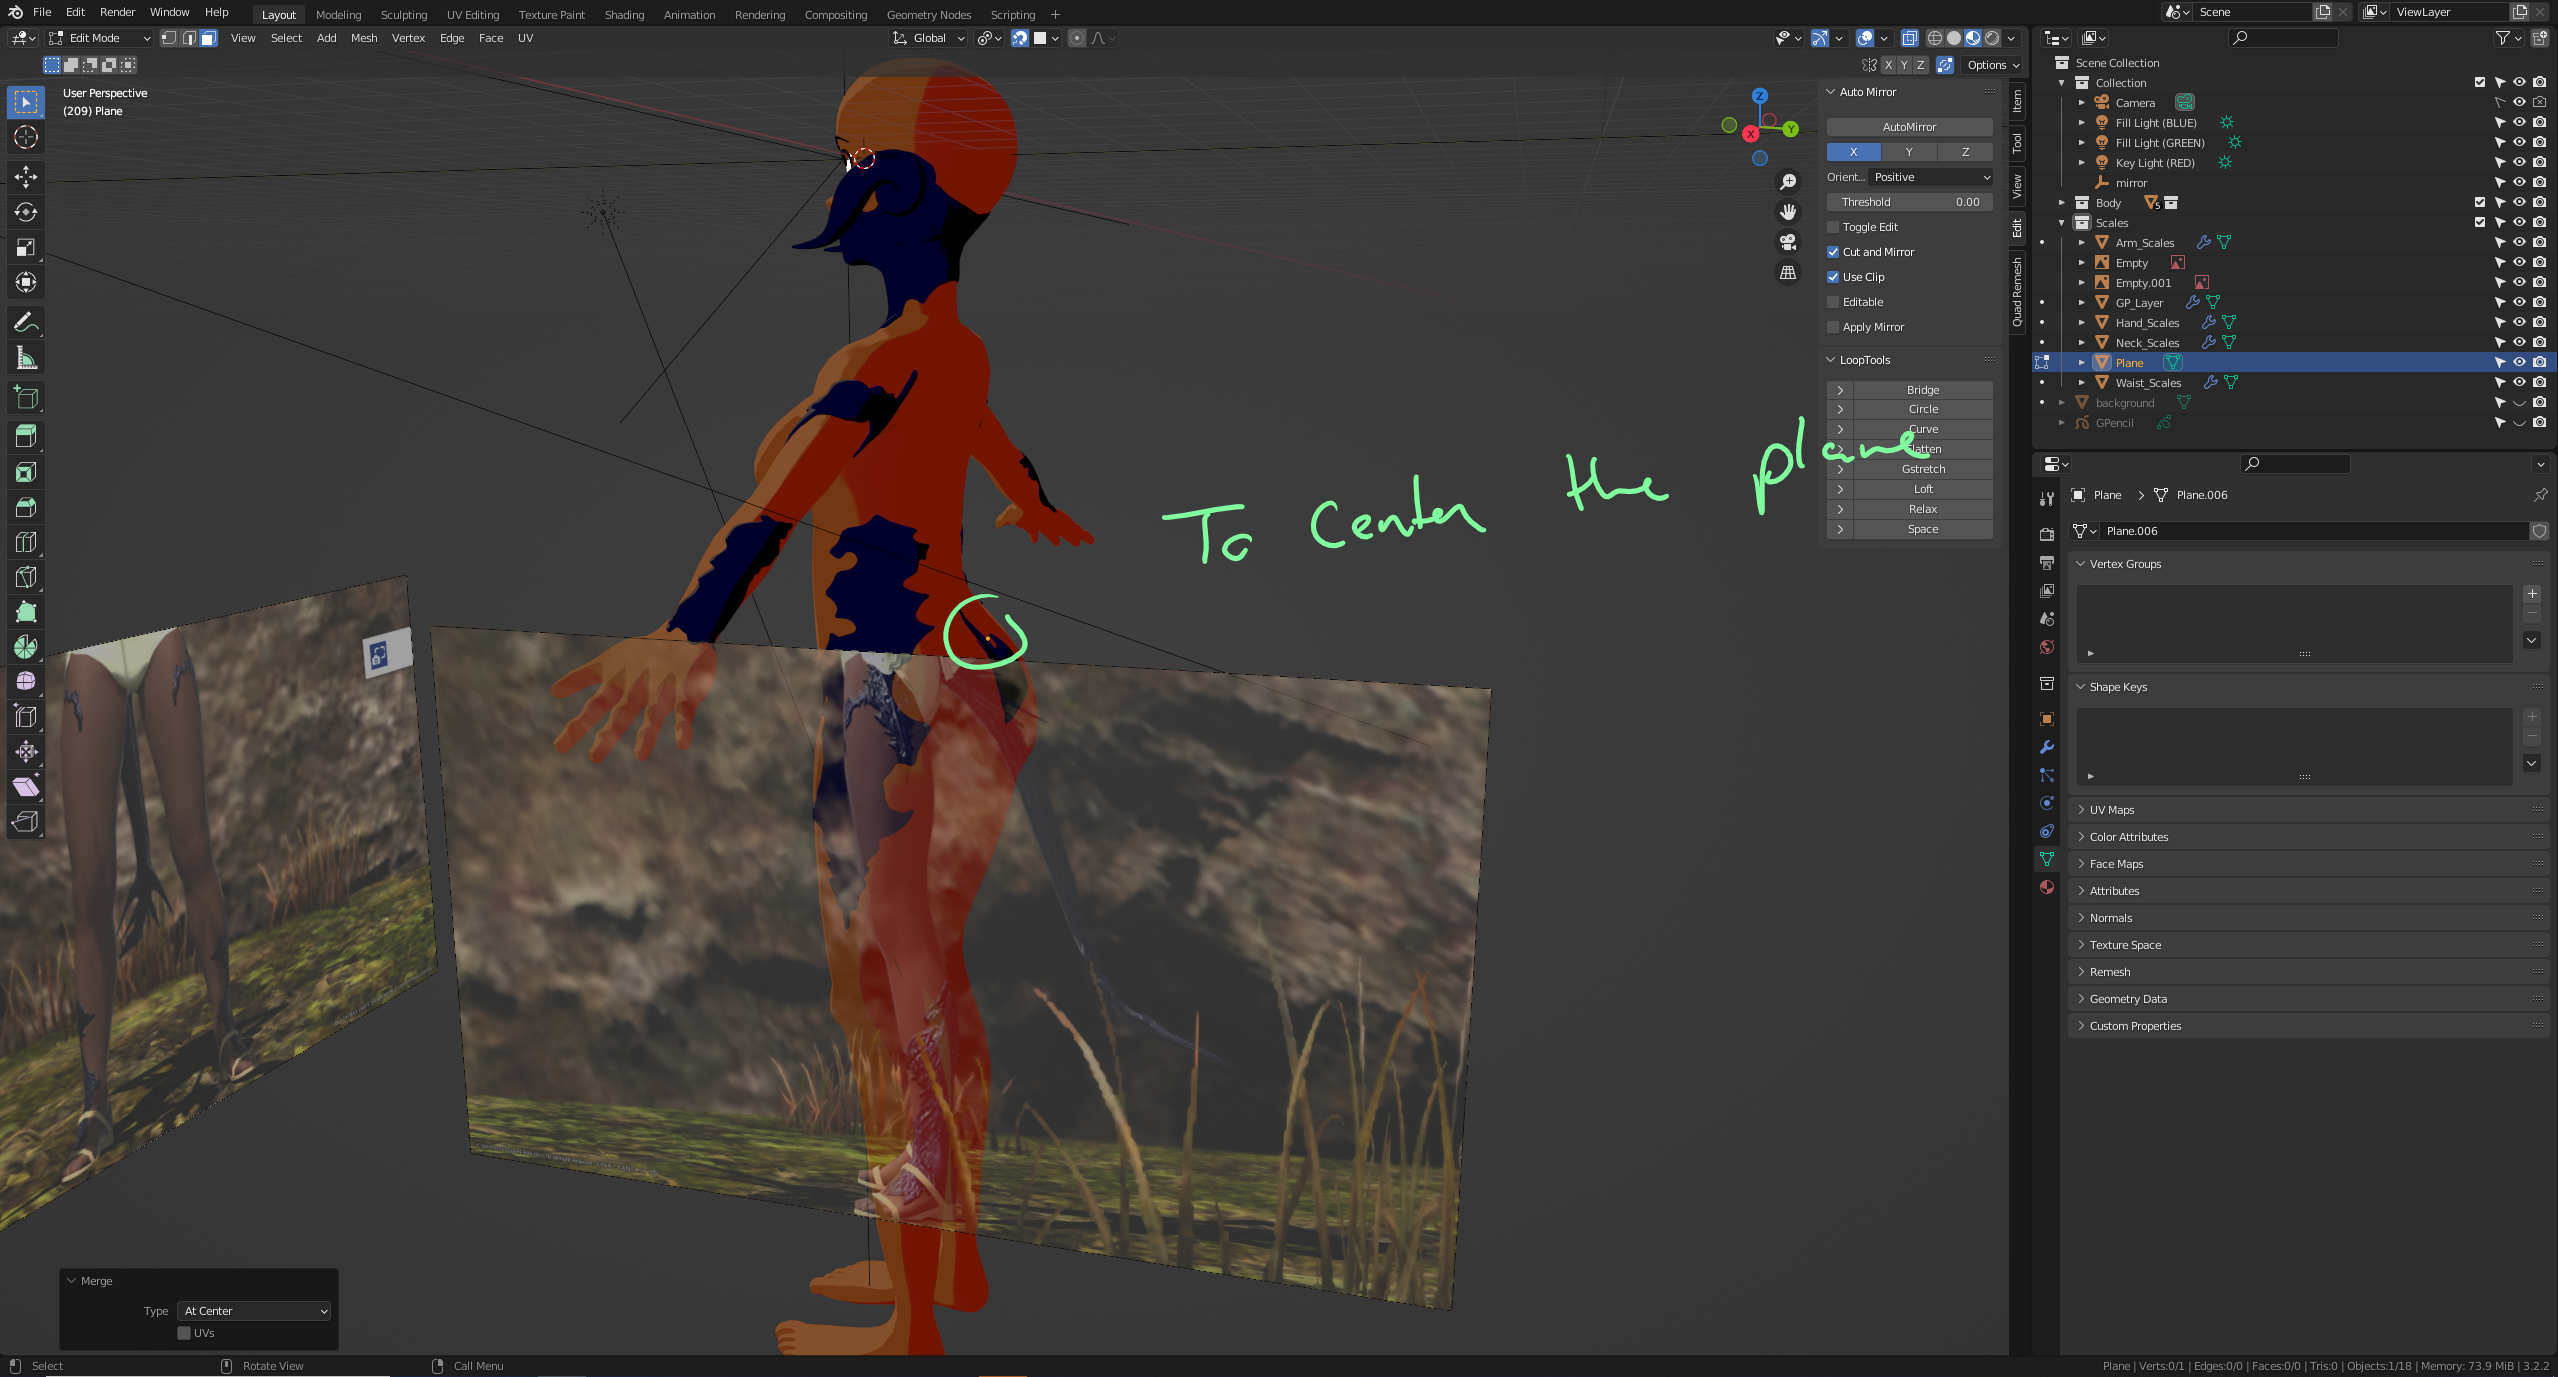 File Edit Render Window Help
Layout Modeling Sculpting UV Editing Texture Paint Shading Animation Rendering Compositing Geometry Nodes Scripting +
Scene
ViewLayer
Edit Mode
View Select Add Mesh Vertex Edge Face UV
Global
X Y Z
Options
User Perspective
(209) Plane
Z
Y
X
Auto Mirror
AutoMirror
X Y Z
Orient... Positive
Threshold 0.00
Toggle Edit
Cut and Mirror
Use Clip
Editable
Apply Mirror
LoopTools
Bridge
Circle
Curve
Flatten
Gstretch
Loft
Relax
Space
Item
Tool
View
Edit
Quad Remesh
To Center the plane
Scene Collection
Collection
Camera
Fill Light (BLUE)
Fill Light (GREEN)
Key Light (RED)
mirror
Body 5
Scales
Arm_Scales
Empty
Empty.001
GP_Layer
Hand_Scales
Neck_Scales
Plane
Waist_Scales
background
GPencil
Plane > Plane.006
Plane.006
Vertex Groups
Shape Keys
UV Maps
Color Attributes
Face Maps
Attributes
Normals
Texture Space
Remesh
Geometry Data
Custom Properties
Merge
Type At Center
UVs
Select
Rotate View
Call Menu
Plane | Verts:0/1 | Edges:0/0 | Faces:0/0 | Tris:0 | Objects:1/18 | Memory: 73.9 MiB | 3.2.2